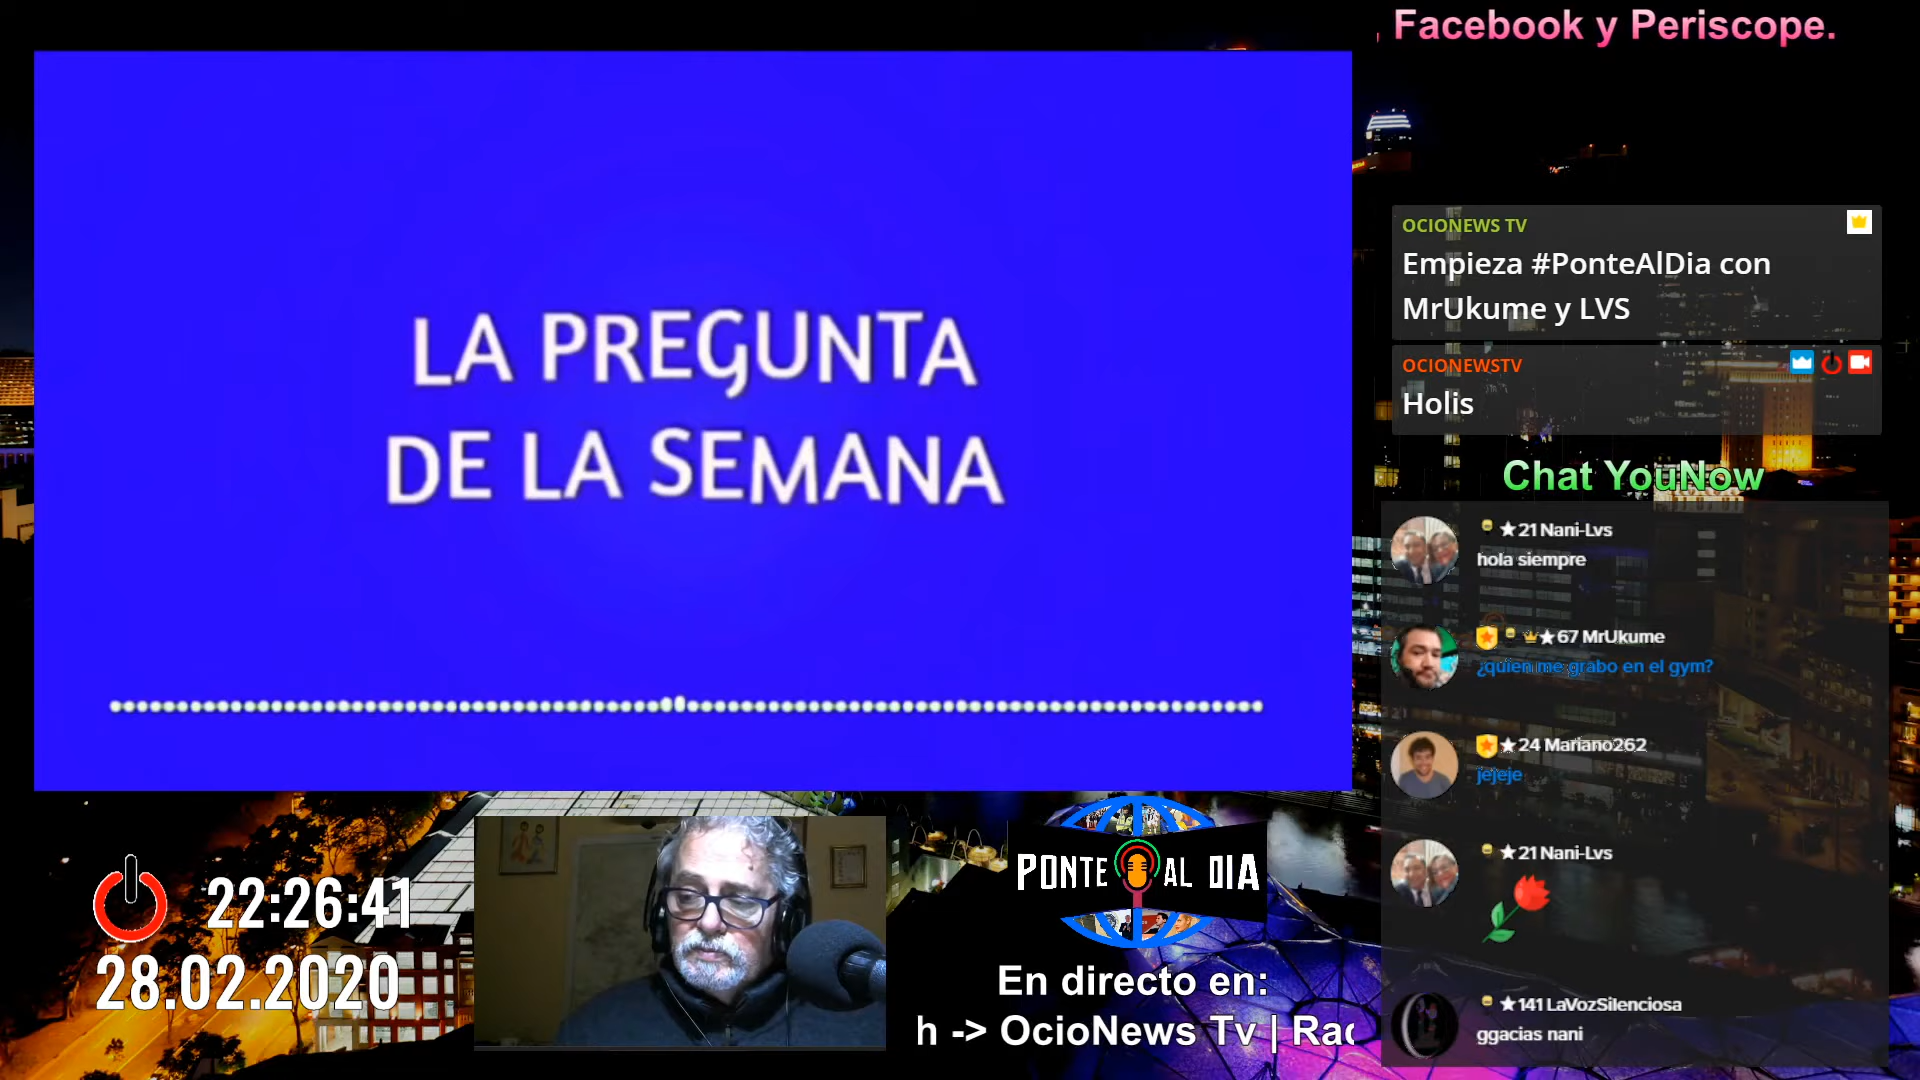 Facebook y Periscope.
LA PREGUNTA
DE LA SEMANA
OCIONEWS TV
Empieza #PonteAlDia con
MrUkume y LVS
OCIONEWSTV
Holis
Chat YouNow
★21 Nani-Lvs
hola siempre
★67 MrUkume
¿quien me grabo en el gym?
★24 Mariano262
jejeje
★21 Nani-Lvs
★141 LaVozSilenciosa
ggacias nani
22:26:41
28.02.2020
PONTE AL DIA
En directo en:
h -> OcioNews Tv | Rac